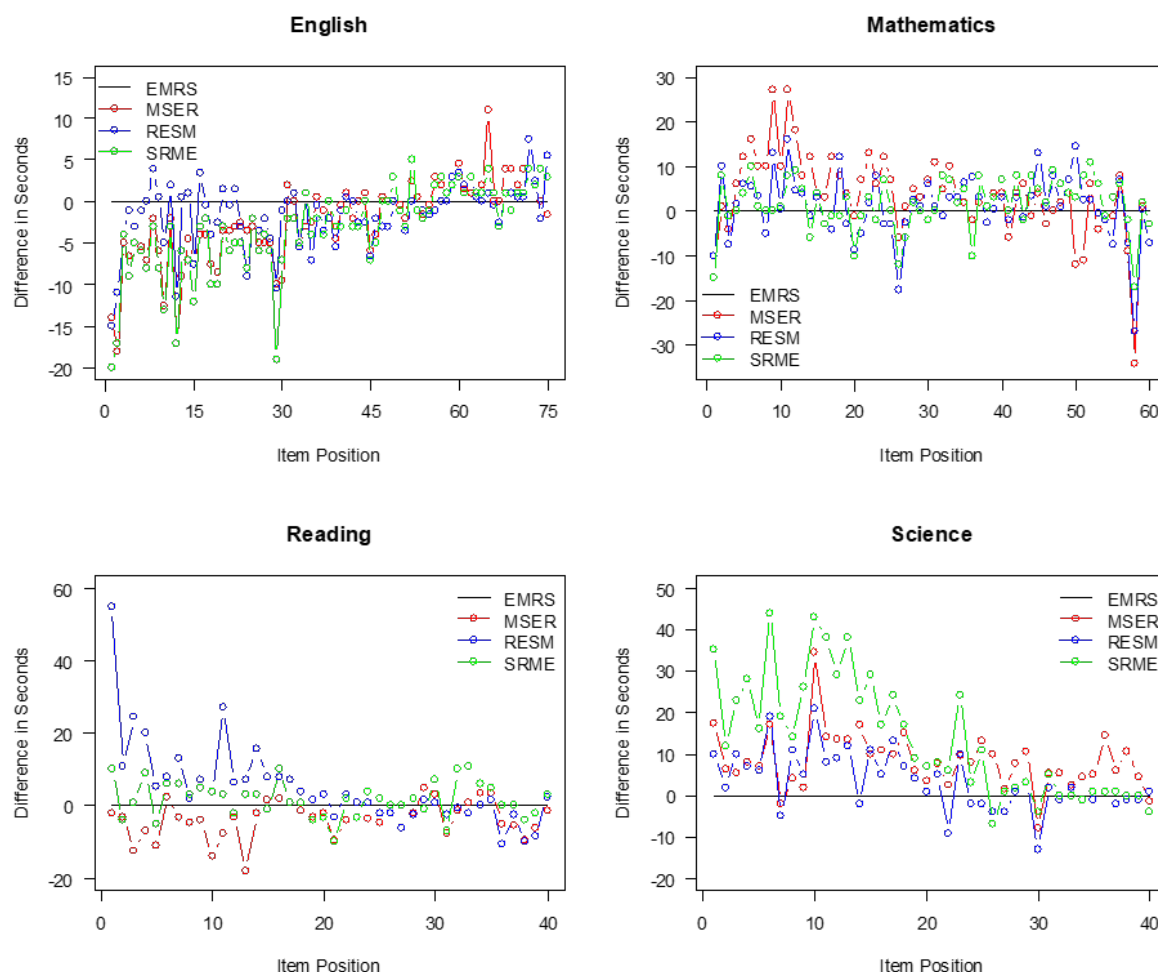 English
15
10
5
0
-5
-10
-15
-20
Difference in Seconds
EMRS
MSER
RESM
SRME
0 15 30 45 60 75
Item Position
Mathematics
30
20
10
0
-10
-20
-30
Difference in Seconds
EMRS
MSER
RESM
SRME
0 10 20 30 40 50 60
Item Position
Reading
60
40
20
0
-20
Difference in Seconds
EMRS
MSER
RESM
SRME
0 10 20 30 40
Item Position
Science
50
40
30
20
10
0
-10
-20
Difference in Seconds
EMRS
MSER
RESM
SRME
0 10 20 30 40
Item Position